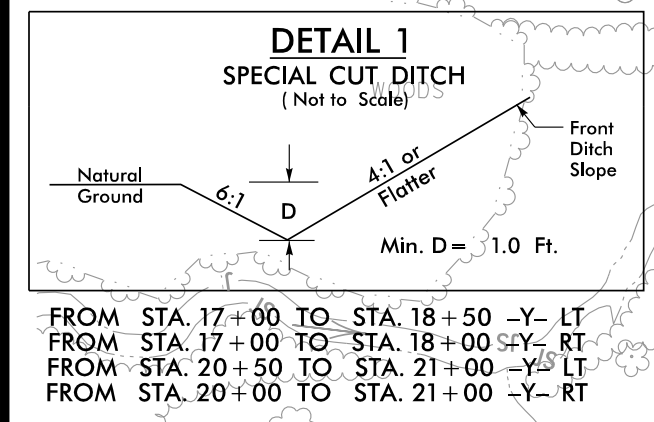 DETAIL 1
SPECIAL CUT DITCH
( Not to Scale)
WOODS
Natural
Ground
6:1
D
4:1 or
Flatter
Front
Ditch
Slope
Min. D = 1.0 Ft.
FROM STA. 17+00 TO STA. 18+50 -Y- LT
FROM STA. 17+00 TO STA. 18+00 -Y- RT
FROM STA. 20+50 TO STA. 21+00 -Y- LT
FROM STA. 20+00 TO STA. 21+00 -Y- RT